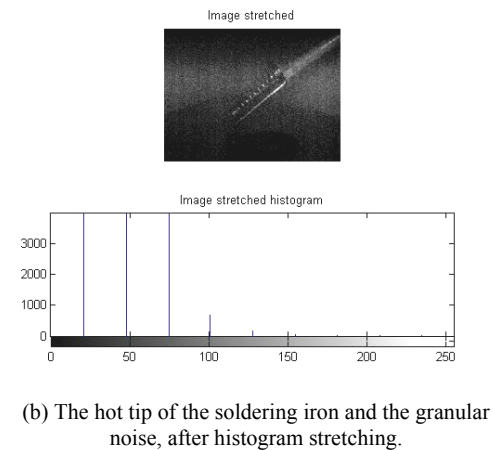 Image stretched
Image stretched histogram
3000
2000
1000
0
0 50 100 150 200 250
(b) The hot tip of the soldering iron and the granular
noise, after histogram stretching.